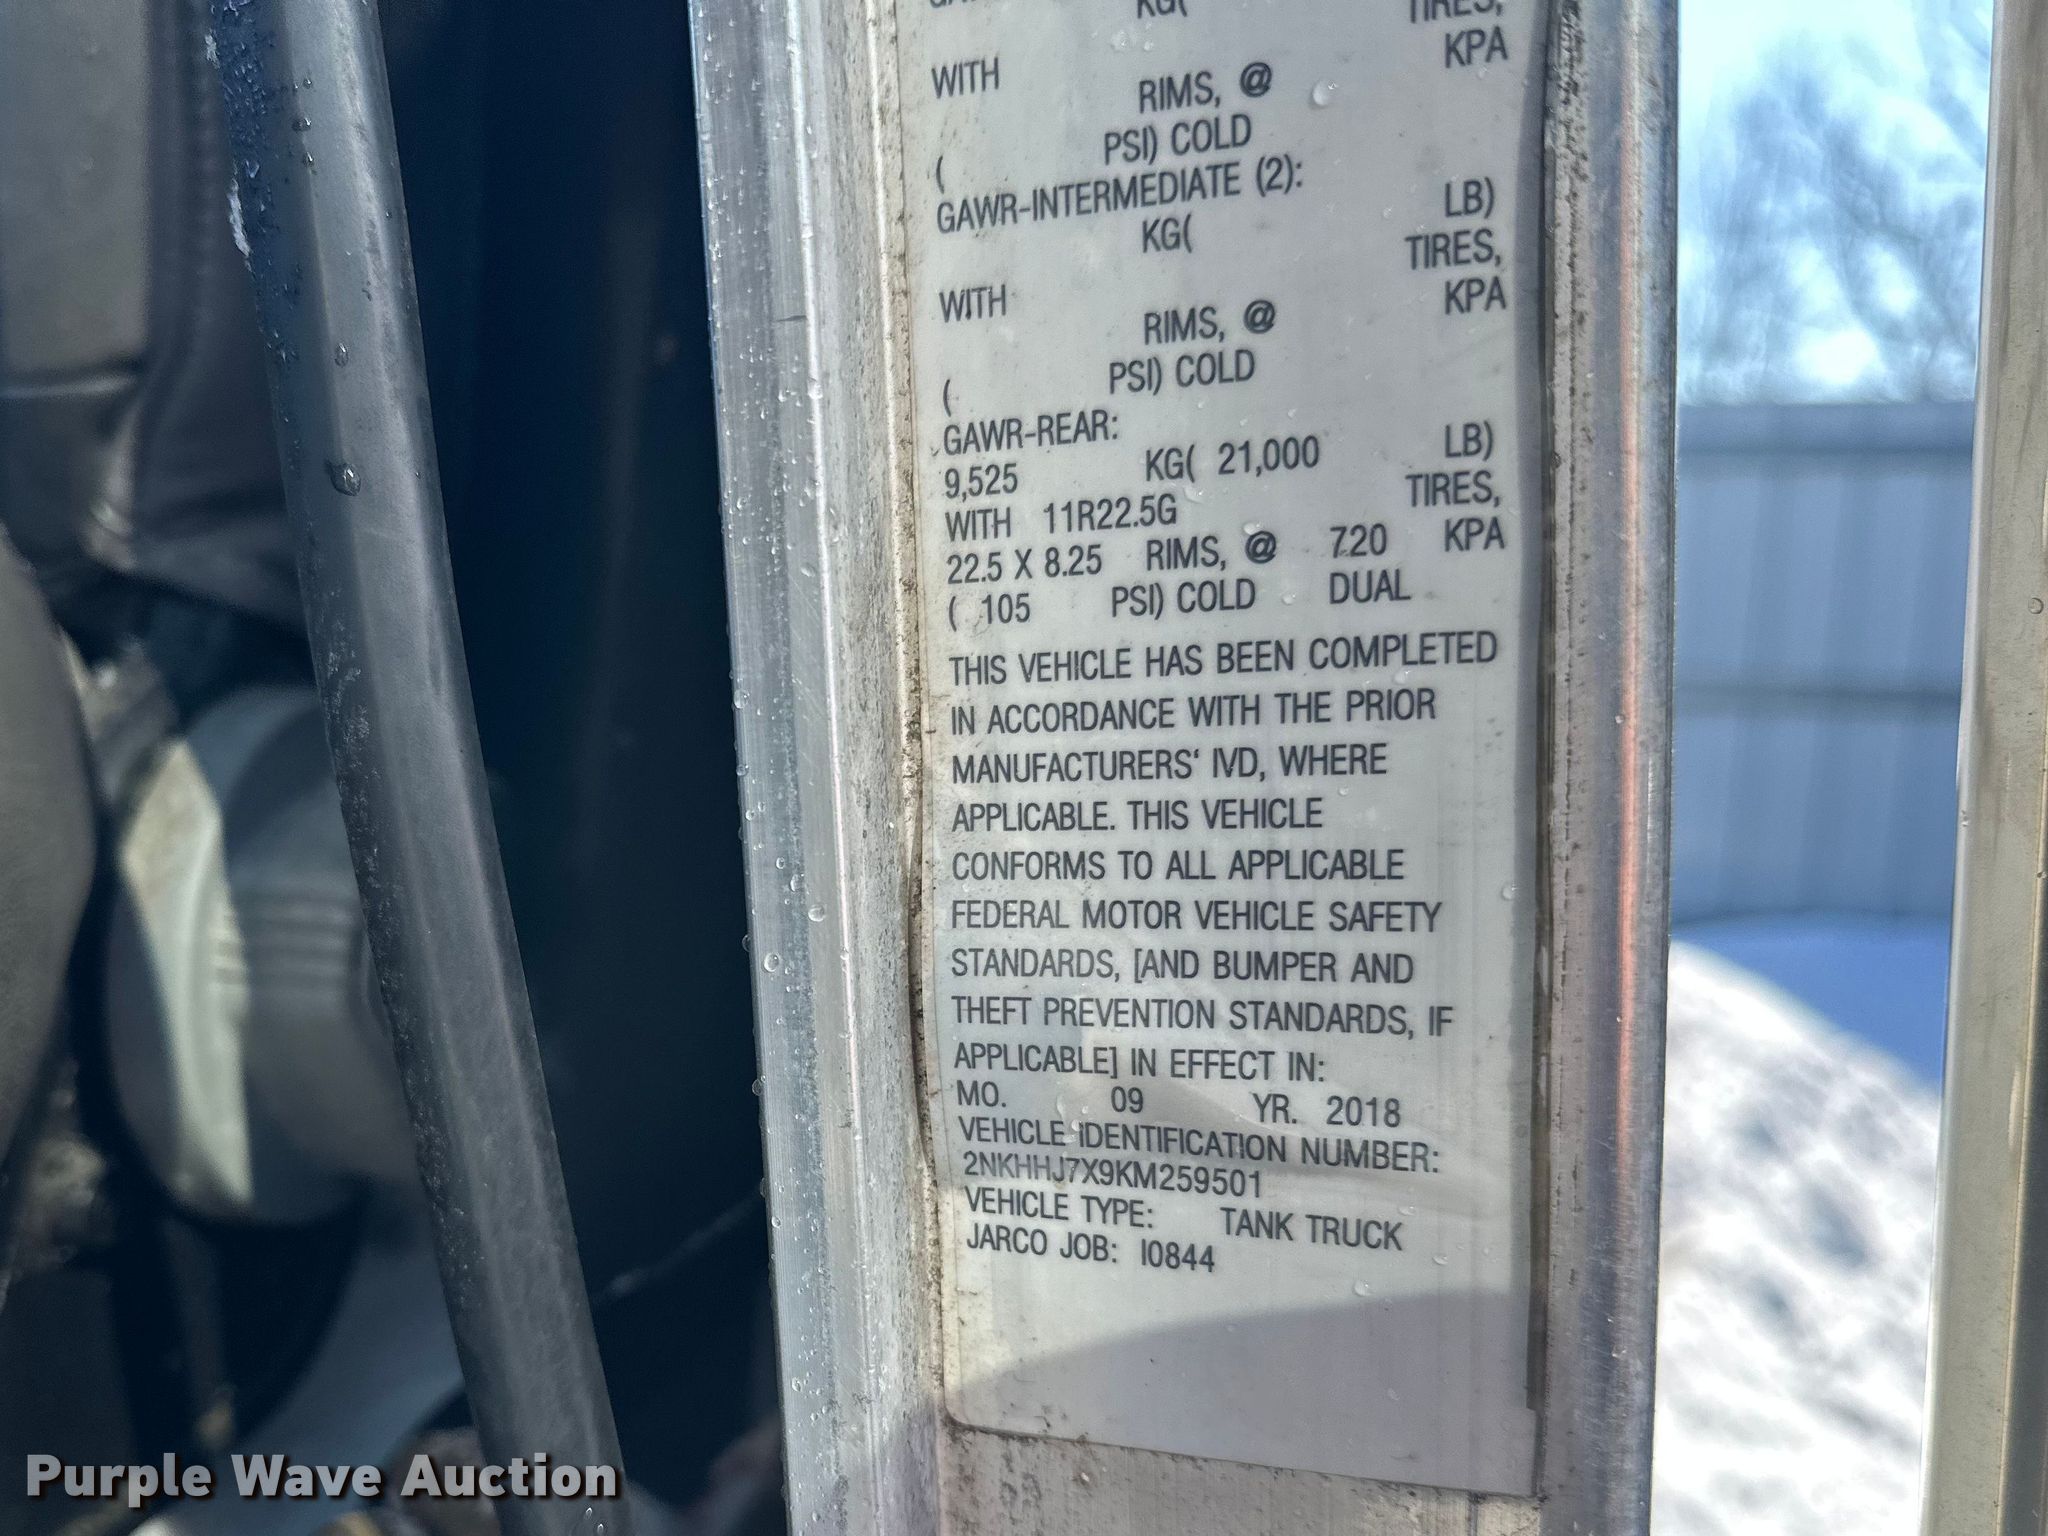 KG(
TIRES,
WITH KPA
RIMS, @
( PSI) COLD
GAWR-INTERMEDIATE (2):
KG( LB)
WITH TIRES,
RIMS, @ KPA
( PSI) COLD
GAWR-REAR:
9,525 KG( 21,000 LB)
WITH 11R22.5G TIRES,
22.5 X 8.25 RIMS, @ 720 KPA
( 105 PSI) COLD DUAL
THIS VEHICLE HAS BEEN COMPLETED
IN ACCORDANCE WITH THE PRIOR
MANUFACTURERS' IVD, WHERE
APPLICABLE. THIS VEHICLE
CONFORMS TO ALL APPLICABLE
FEDERAL MOTOR VEHICLE SAFETY
STANDARDS, [AND BUMPER AND
THEFT PREVENTION STANDARDS, IF
APPLICABLE] IN EFFECT IN:
MO. 09 YR. 2018
VEHICLE IDENTIFICATION NUMBER:
2NKHHJ7X9KM259501
VEHICLE TYPE: TANK TRUCK
JARCO JOB: I0844
Purple Wave Auction